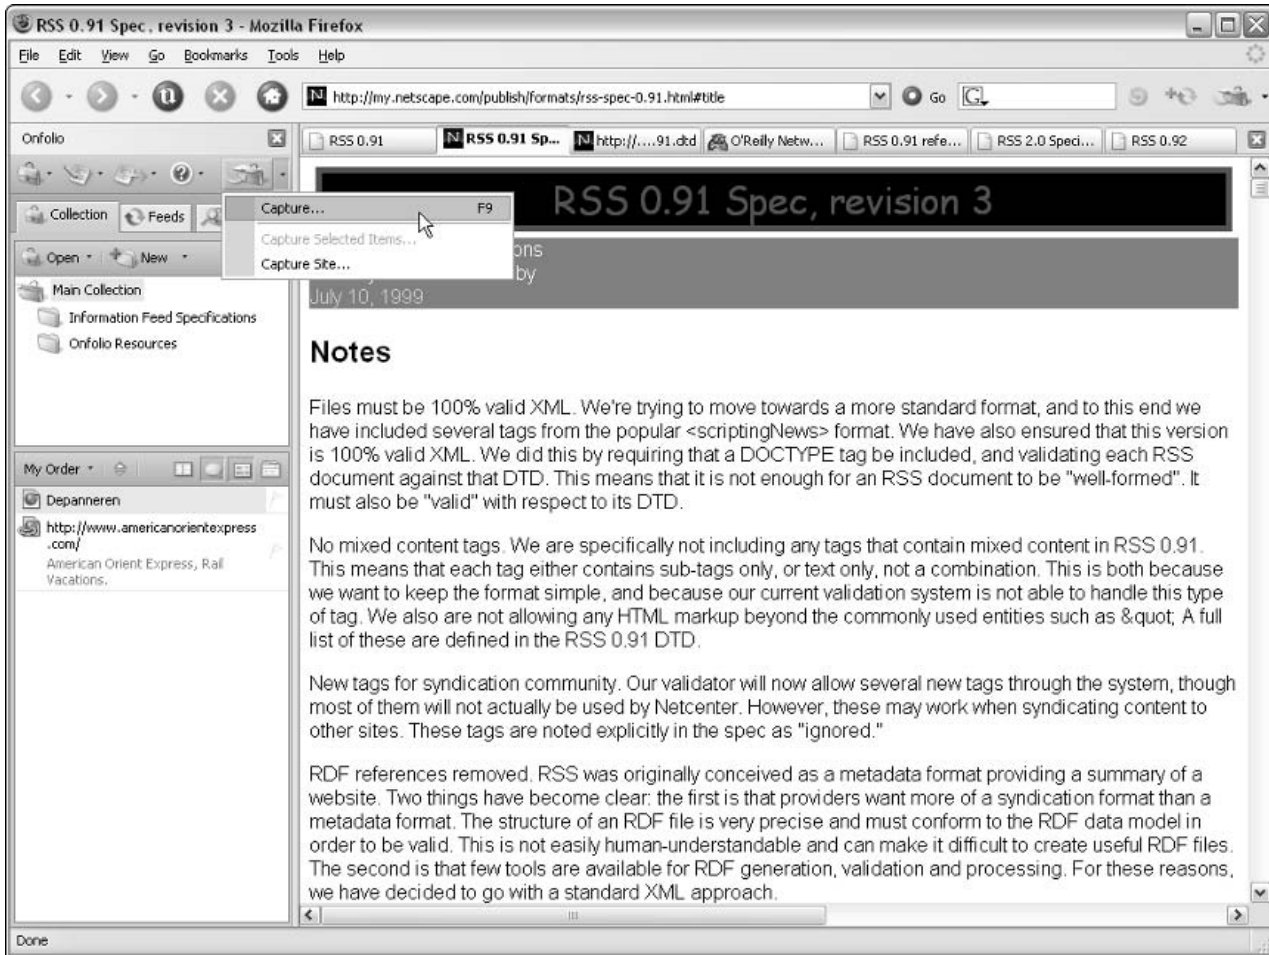 RSS 0.91 Spec, revision 3 - Mozilla Firefox
File Edit View Go Bookmarks Tools Help
http://my.netscape.com/publish/formats/rss-spec-0.91.html#title Go
Onfolio
RSS 0.91 RSS 0.91 Sp... http://....91.dtd O'Reilly Netw... RSS 0.91 refe... RSS 2.0 Speci... RSS 0.92
RSS 0.91 Spec, revision 3
Collection Feeds
Capture... F9
Capture Selected Items...
Capture Site...
ons
by
July 10, 1999
Open New
Main Collection
Information Feed Specifications
Onfolio Resources
My Order
Depanneren
http://www.americanorientexpress
.com/
American Orient Express, Rail
Vacations.
Notes
Files must be 100% valid XML. We're trying to move towards a more standard format, and to this end we
have included several tags from the popular <scriptingNews> format. We have also ensured that this version
is 100% valid XML. We did this by requiring that a DOCTYPE tag be included, and validating each RSS
document against that DTD. This means that it is not enough for an RSS document to be "well-formed". It
must also be "valid" with respect to its DTD.
No mixed content tags. We are specifically not including any tags that contain mixed content in RSS 0.91.
This means that each tag either contains sub-tags only, or text only, not a combination. This is both because
we want to keep the format simple, and because our current validation system is not able to handle this type
of tag. We also are not allowing any HTML markup beyond the commonly used entities such as &quot; A full
list of these are defined in the RSS 0.91 DTD.
New tags for syndication community. Our validator will now allow several new tags through the system, though
most of them will not actually be used by Netcenter. However, these may work when syndicating content to
other sites. These tags are noted explicitly in the spec as "ignored."
RDF references removed. RSS was originally conceived as a metadata format providing a summary of a
website. Two things have become clear: the first is that providers want more of a syndication format than a
metadata format. The structure of an RDF file is very precise and must conform to the RDF data model in
order to be valid. This is not easily human-understandable and can make it difficult to create useful RDF files.
The second is that few tools are available for RDF generation, validation and processing. For these reasons,
we have decided to go with a standard XML approach.
Done